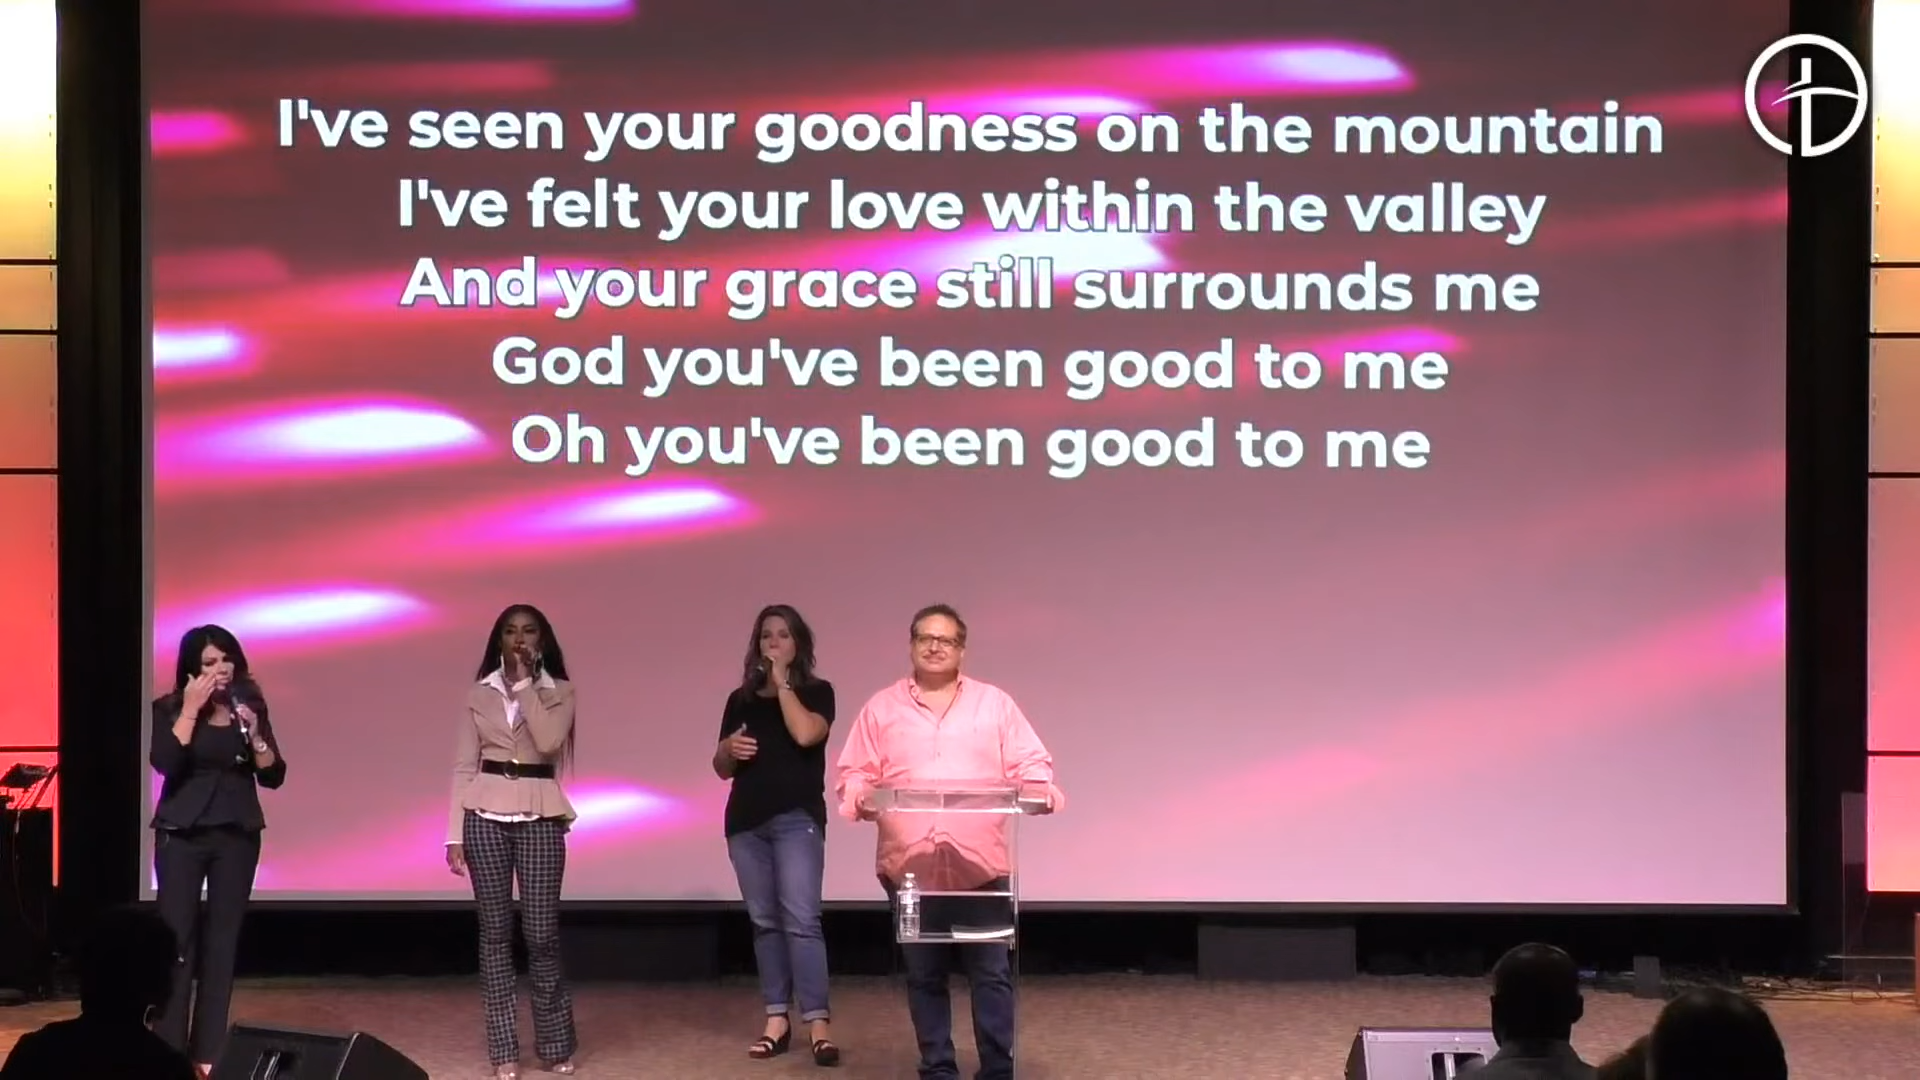 I've seen your goodness on the mountain
I've felt your love within the valley
And your grace still surrounds me
God you've been good to me
Oh you've been good to me